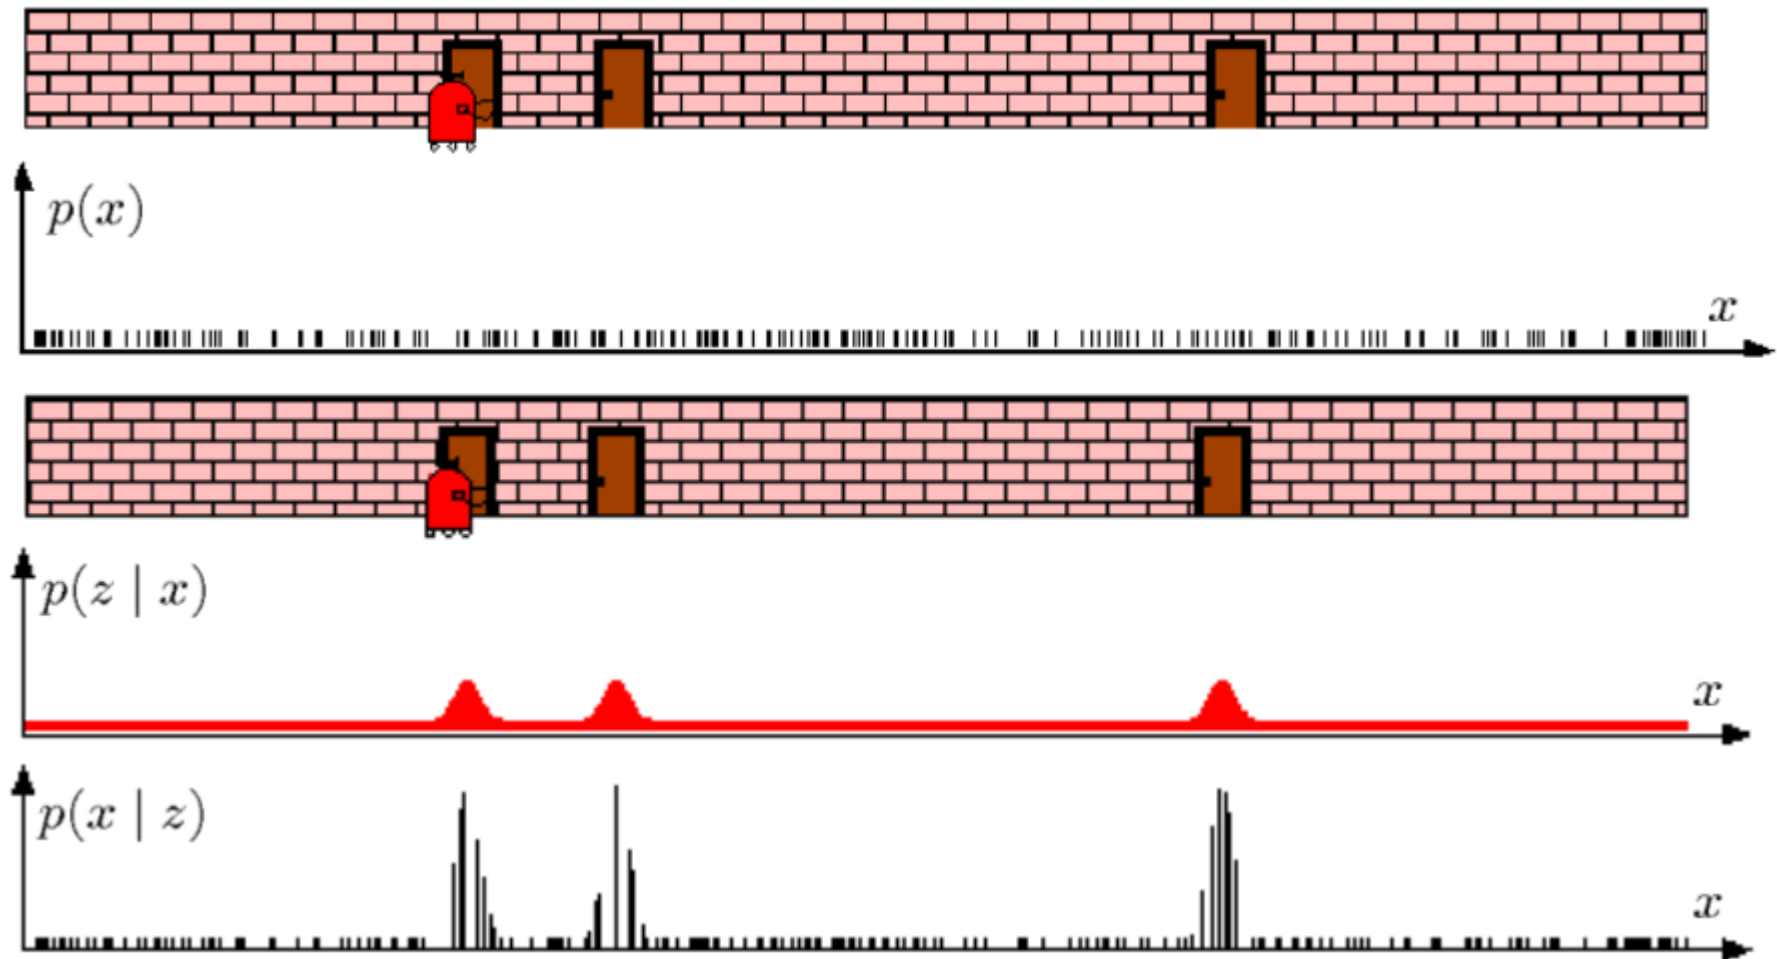 p(x)
x
p(z | x)
x
p(x | z)
x